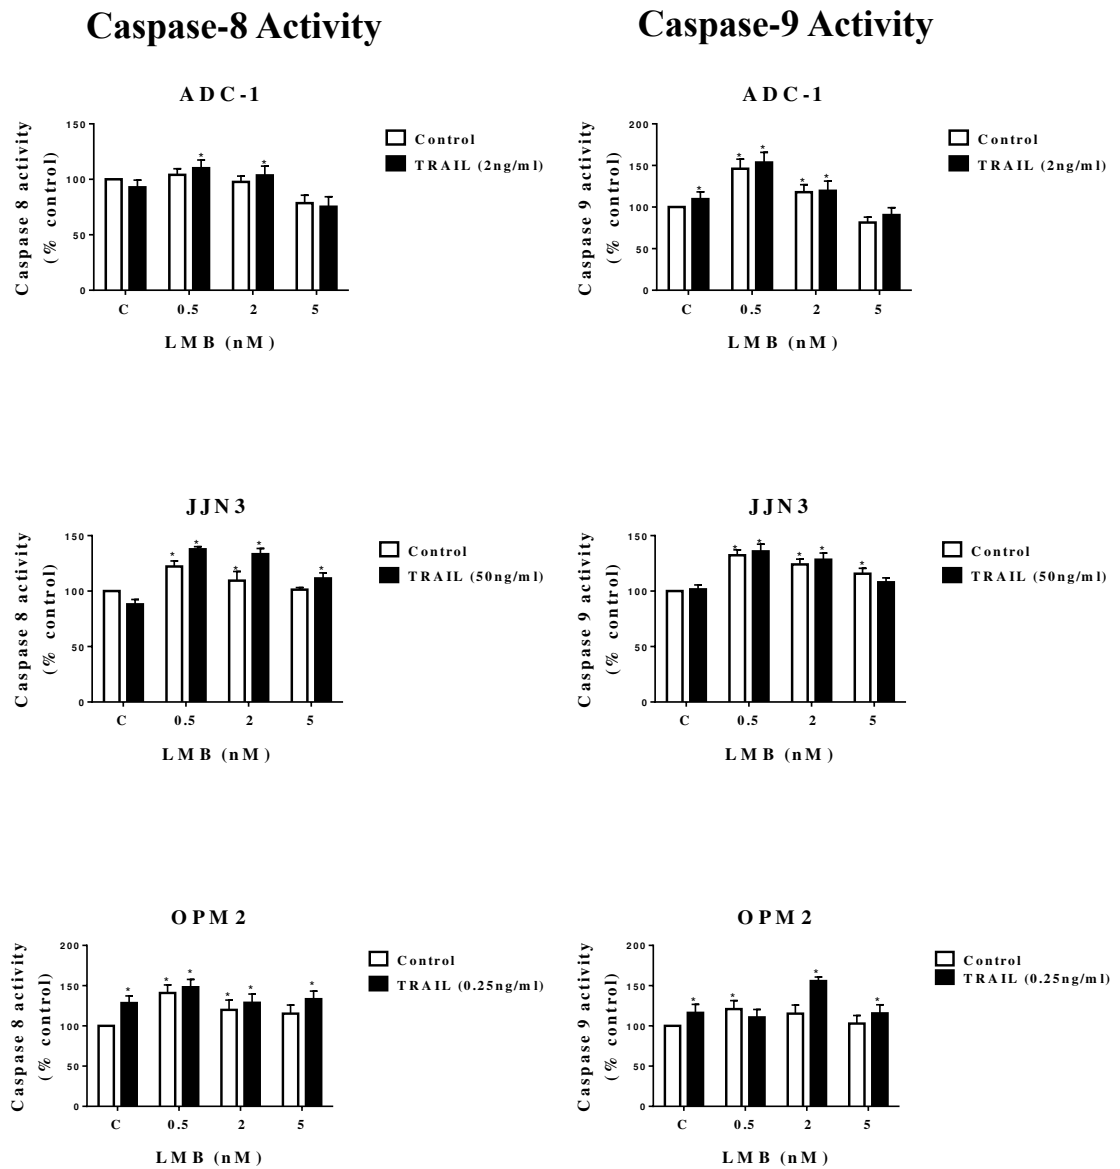 Caspase-8 Activity
Caspase-9 Activity
ADC-1
Caspase 8 activity
(% control)
150
100
50
0
* *
C 0.5 2 5
LMB (nM)
Control
TRAIL (2ng/ml)
ADC-1
Caspase 9 activity
(% control)
200
150
100
50
0
* * * * *
C 0.5 2 5
LMB (nM)
Control
TRAIL (2ng/ml)
JJN3
Caspase 8 activity
(% control)
150
100
50
0
* * * * *
C 0.5 2 5
LMB (nM)
Control
TRAIL (50ng/ml)
JJN3
Caspase 9 activity
(% control)
150
100
50
0
* * * * *
C 0.5 2 5
LMB (nM)
Control
TRAIL (50ng/ml)
OPM2
Caspase 8 activity
(% control)
200
150
100
50
0
* * * * * *
C 0.5 2 5
LMB (nM)
Control
TRAIL (0.25ng/ml)
OPM2
Caspase 9 activity
(% control)
200
150
100
50
0
* * * *
C 0.5 2 5
LMB (nM)
Control
TRAIL (0.25ng/ml)